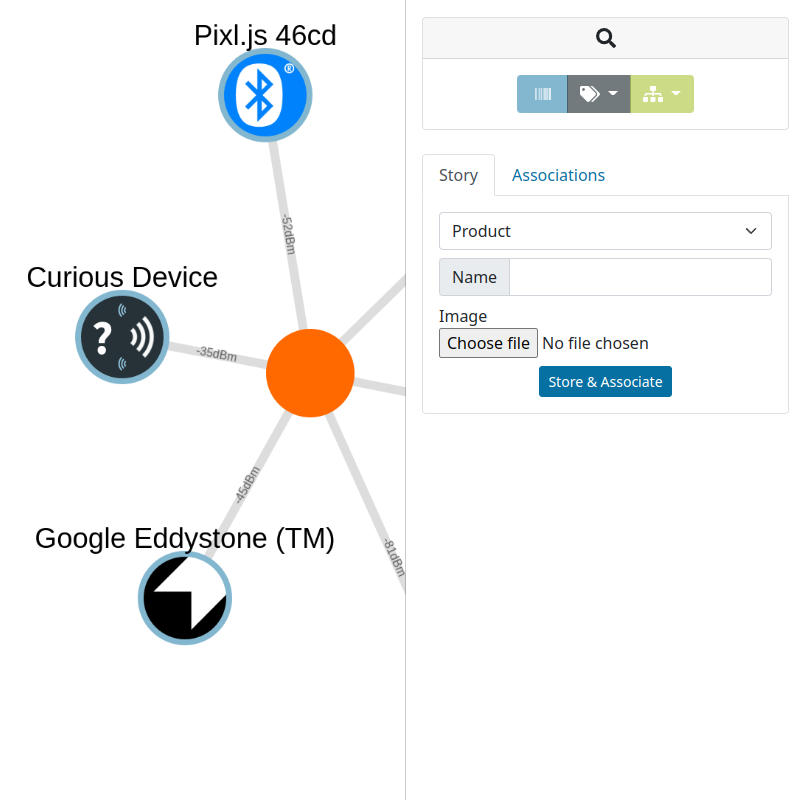 Pixl.js 46cd
®
-52dBm
Curious Device
?
-35dBm
-45dBm
Google Eddystone (TM)
-81dBm
Story
Associations
Product
Name
Image
Choose file No file chosen
Store & Associate